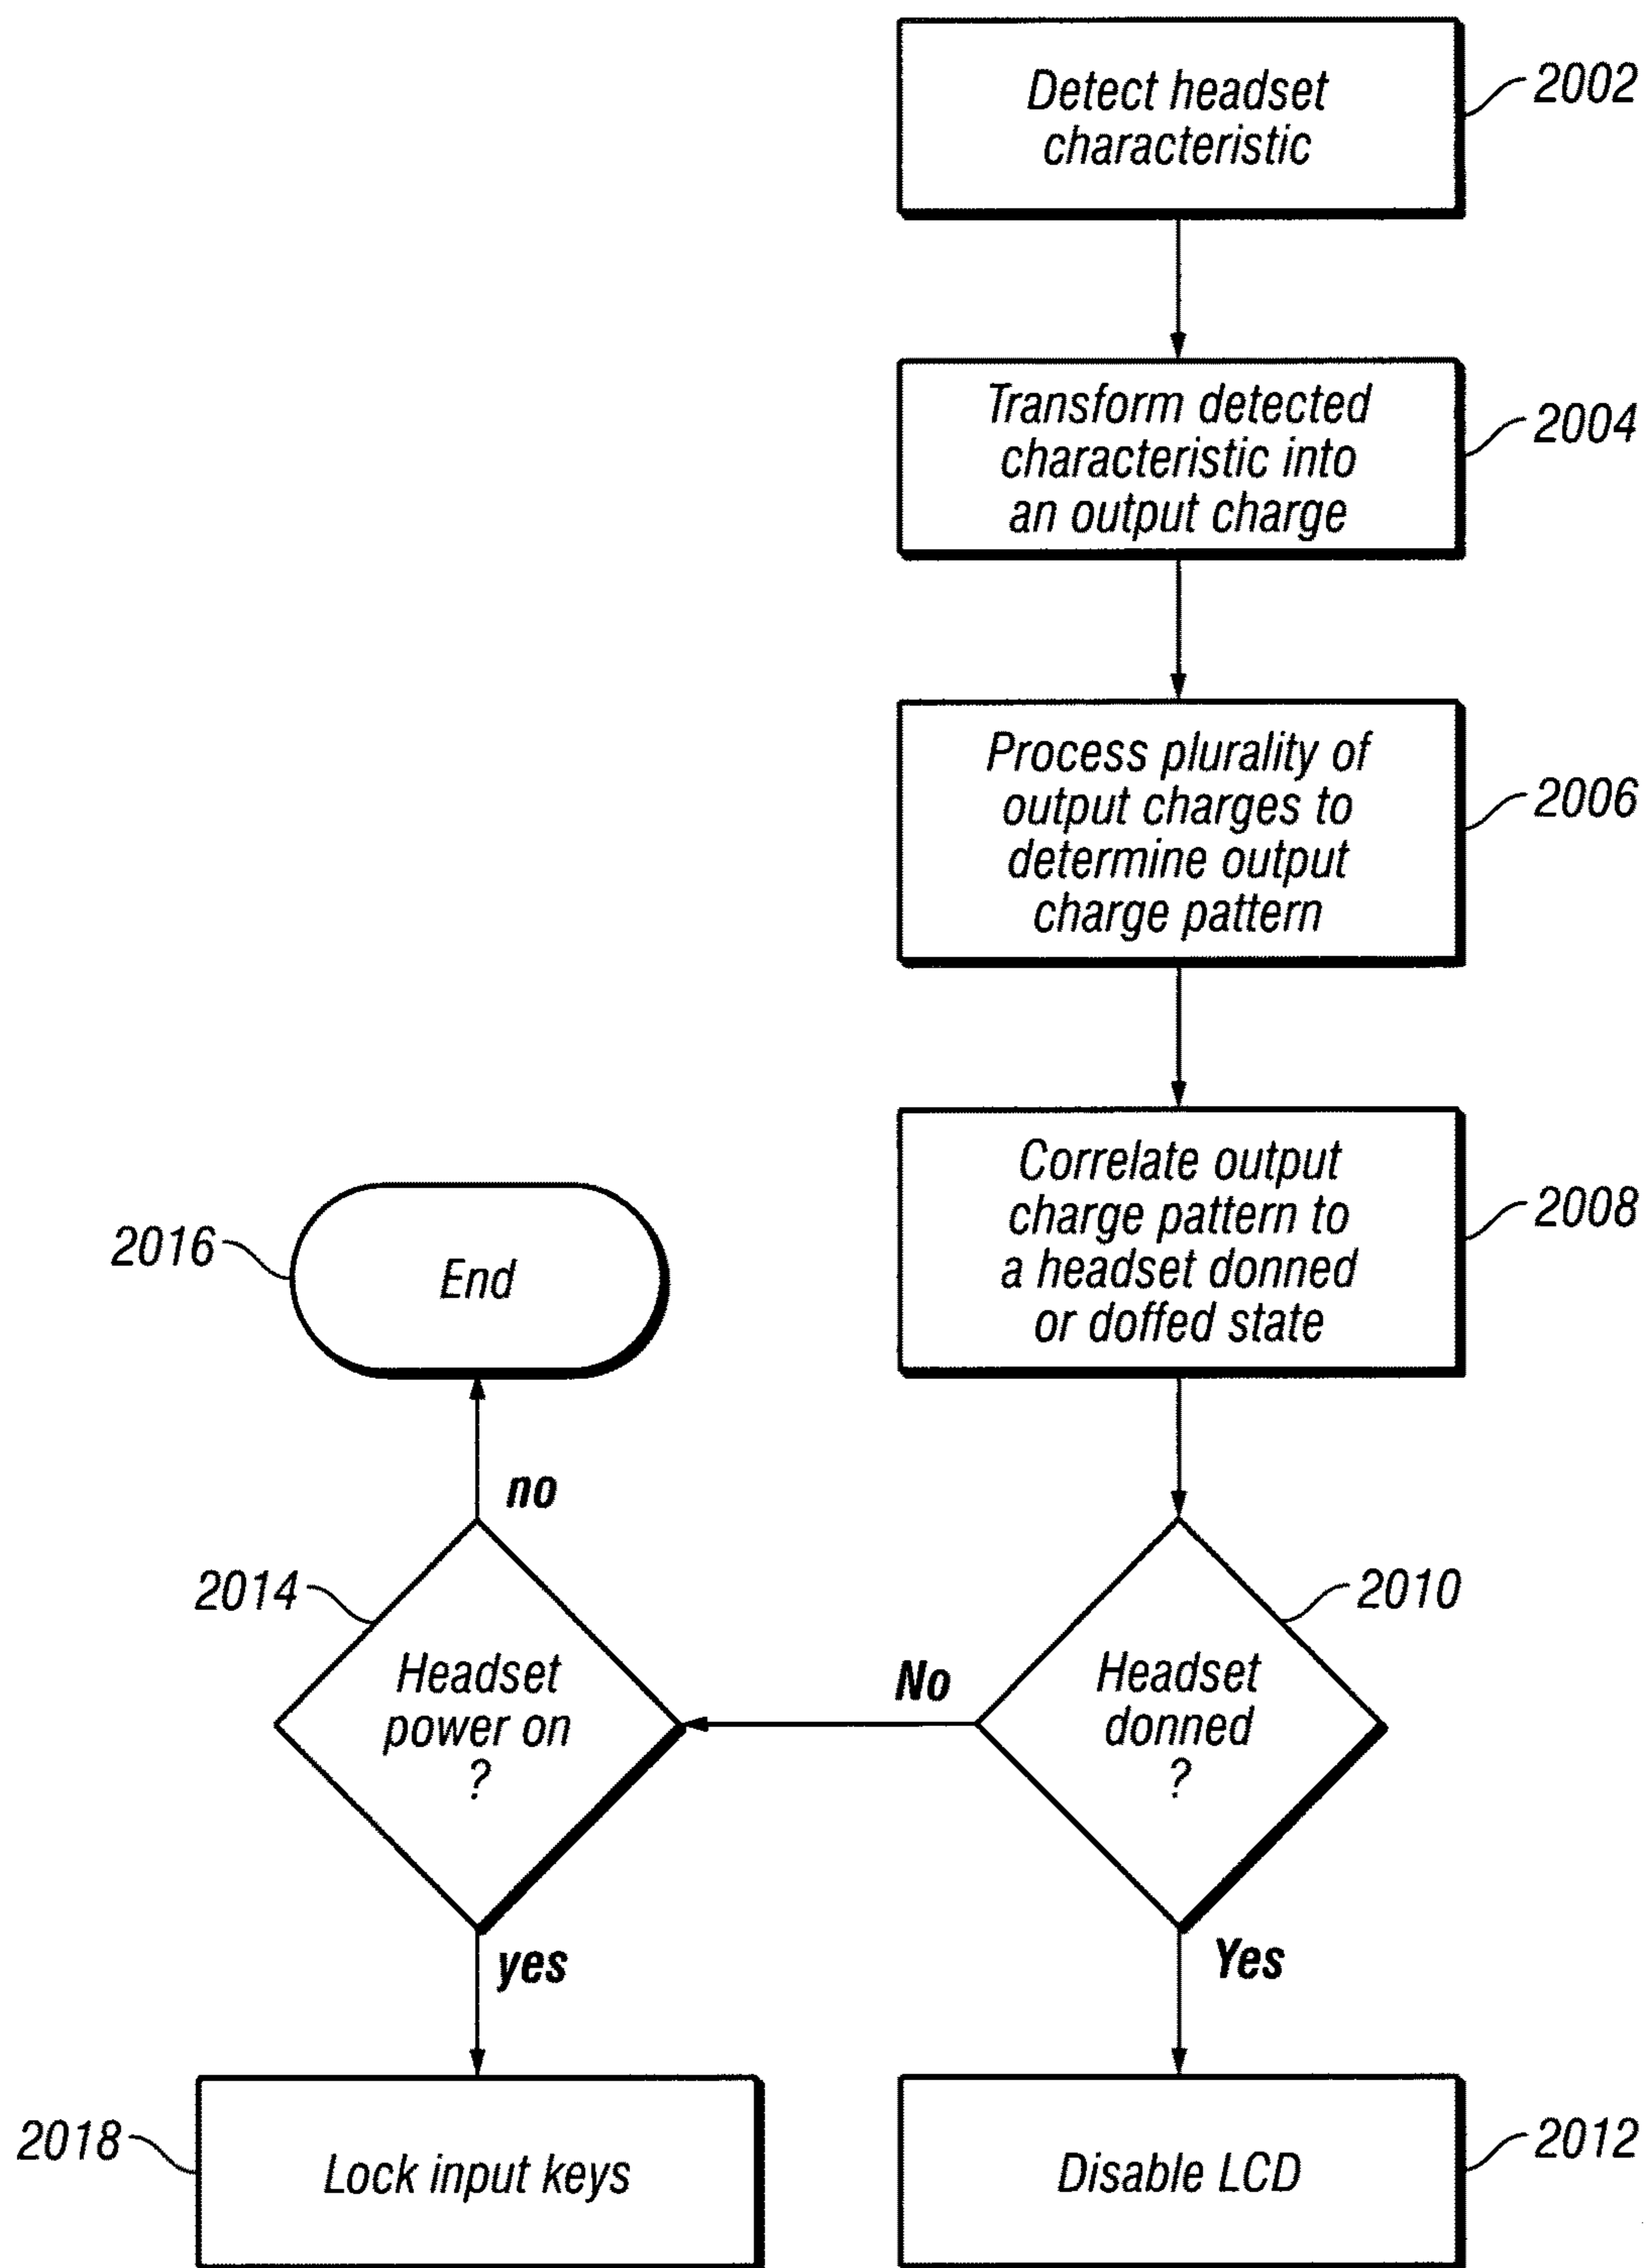 Detect headset
characteristic
2002
Transform detected
characteristic into
an output charge
2004
Process plurality of
output charges to
determine output
charge pattern
2006
Correlate output
charge pattern to
a headset donned
or doffed state
2008
2016
End
no
2014
Headset
power on
?
No
2010
Headset
donned
?
yes
Yes
2018
Lock input keys
Disable LCD
2012